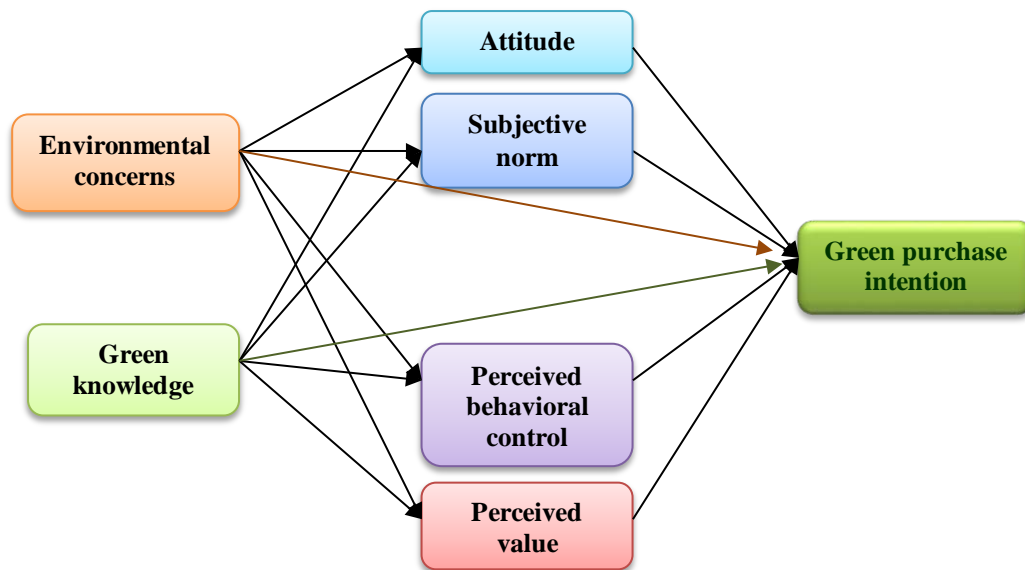 Attitude
Subjective
norm
Environmental
concerns
Green purchase
intention
Green
knowledge
Perceived
behavioral
control
Perceived
value